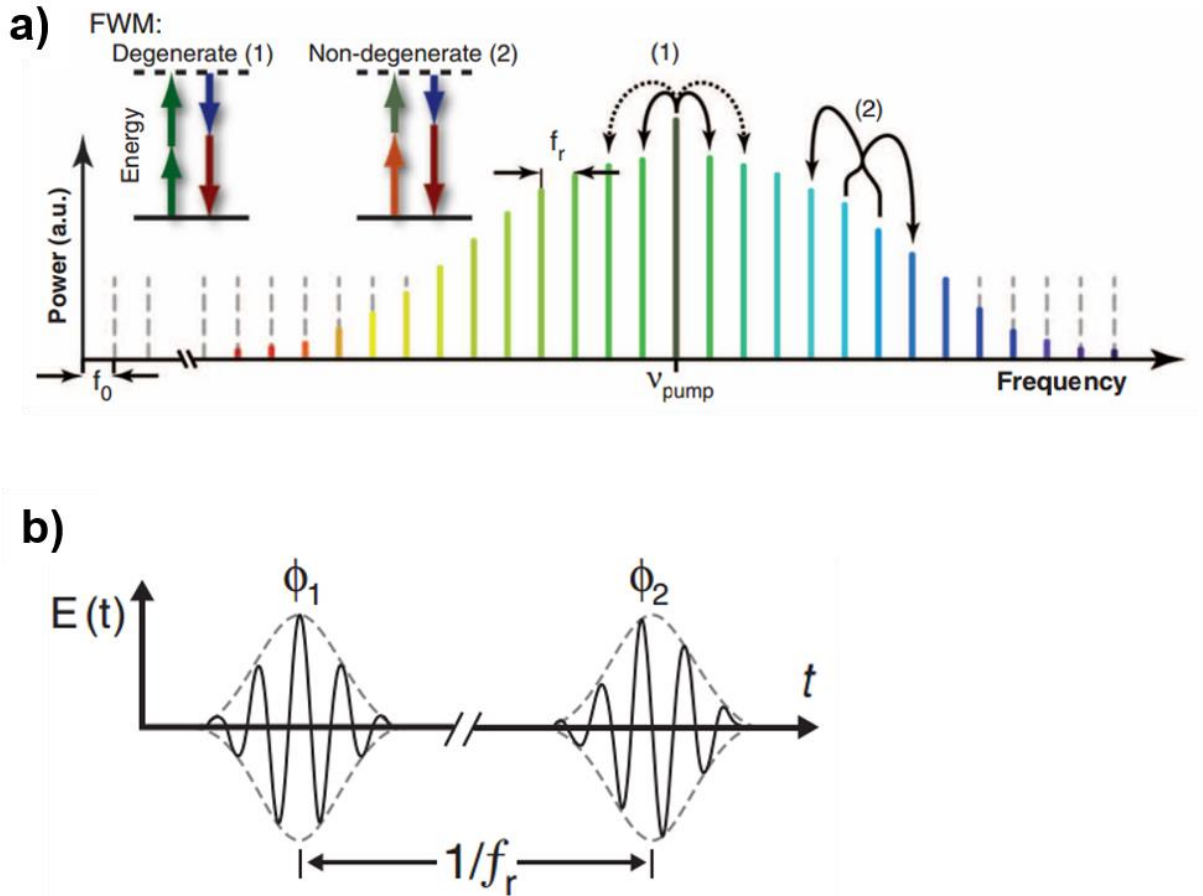 a)
FWM:
Degenerate (1)
Non-degenerate (2)
(1)
(2)
Energy
fr
Power (a.u.)
f0
νpump
Frequency
b)
ϕ1
ϕ2
E(t)
t
1/fr